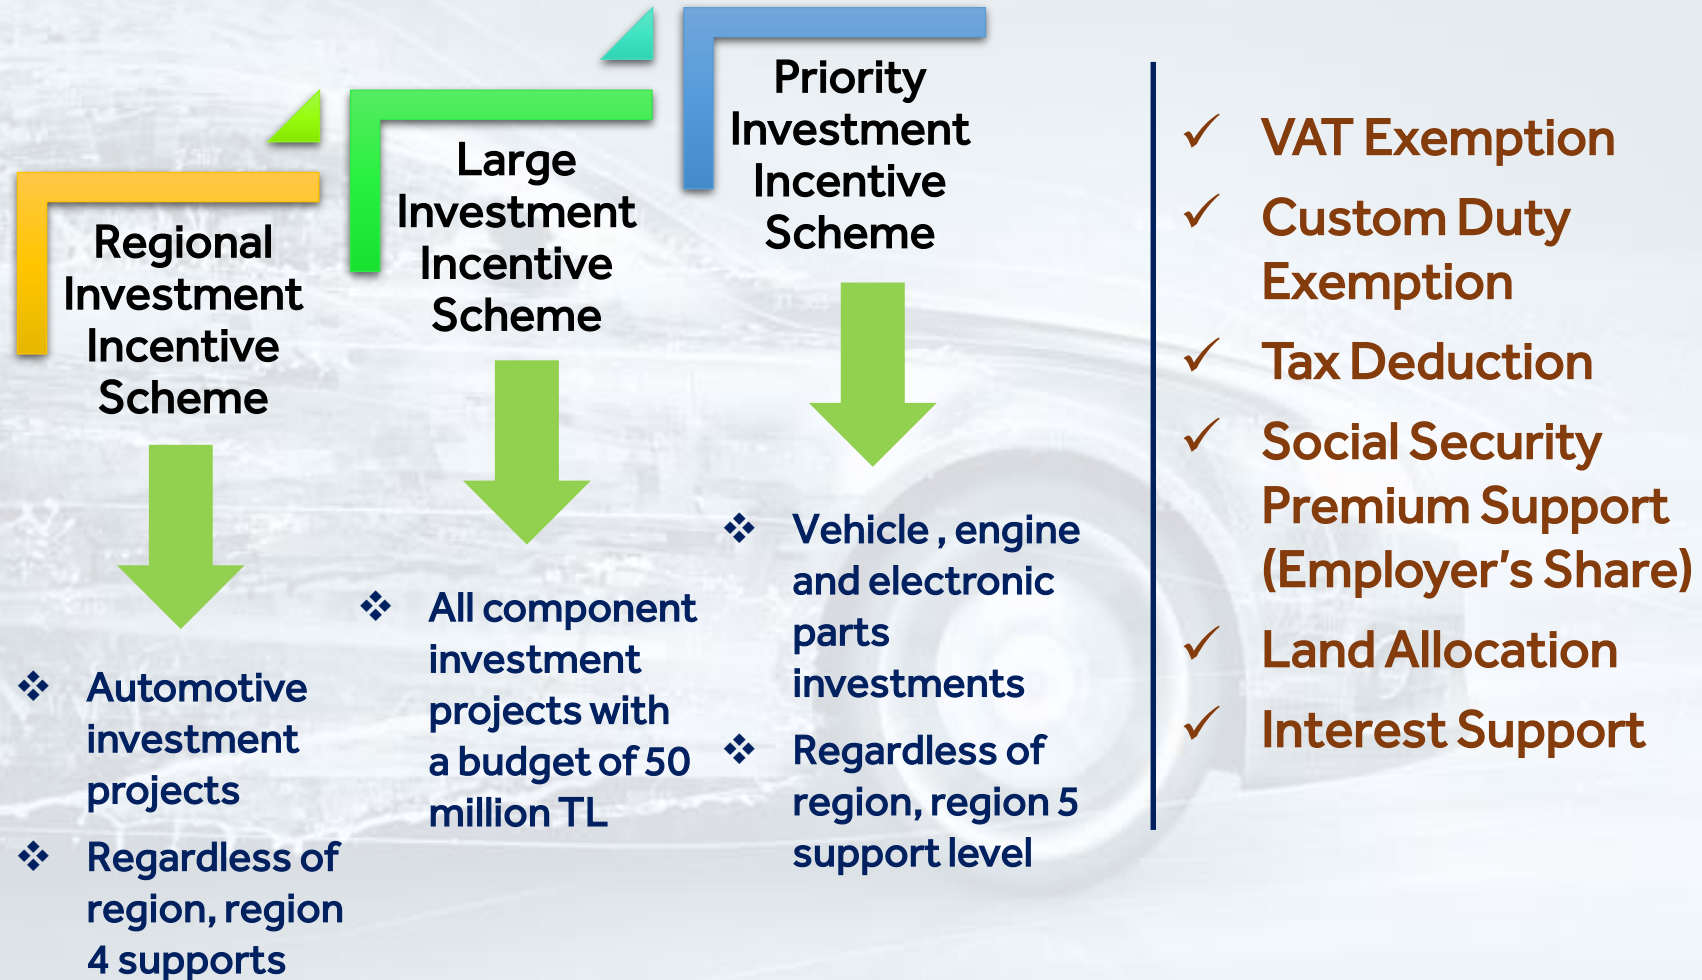 Regional
Investment
Incentive
Scheme
❖ Automotive
investment
projects
❖ Regardless of
region, region
4 supports
Large
Investment
Incentive
Scheme
❖ All component
investment
projects with
a budget of 50
million TL
Priority
Investment
Incentive
Scheme
❖ Vehicle , engine
and electronic
parts
investments
❖ Regardless of
region, region 5
support level
✓ VAT Exemption
✓ Custom Duty
Exemption
✓ Tax Deduction
✓ Social Security
Premium Support
(Employer’s Share)
✓ Land Allocation
✓ Interest Support